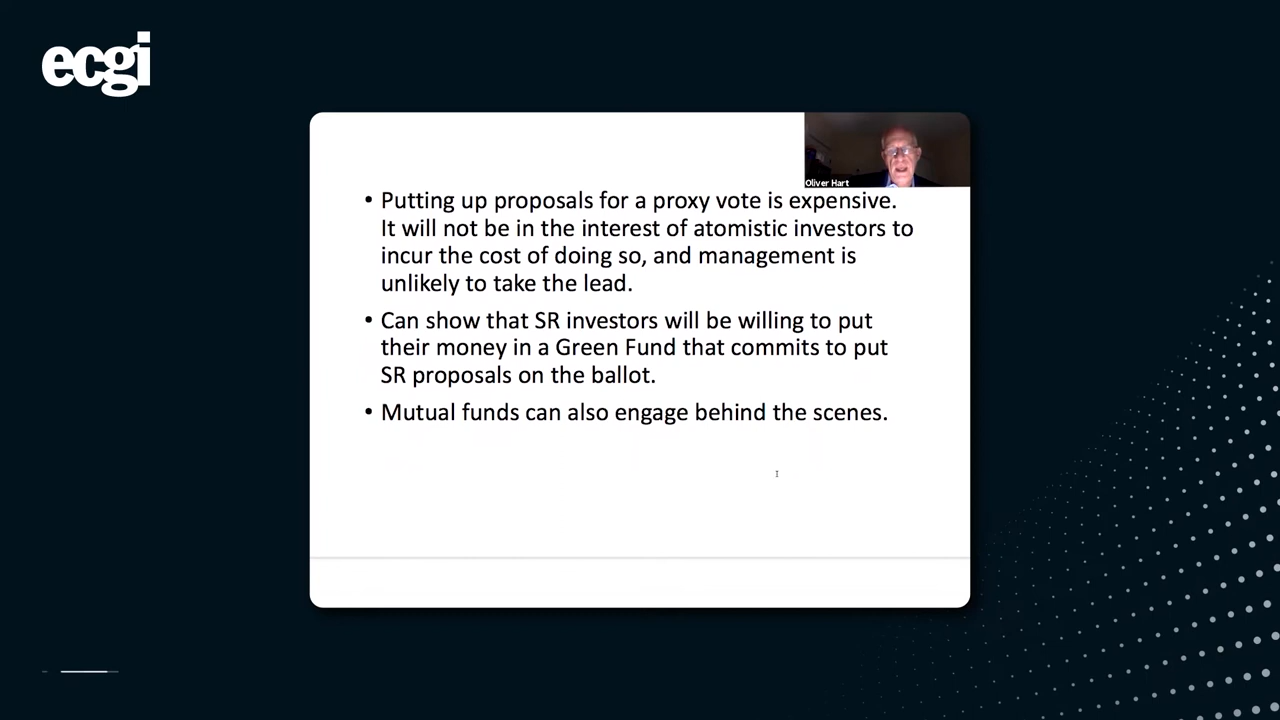 ecgi
Oliver Hart
• Putting up proposals for a proxy vote is expensive.
It will not be in the interest of atomistic investors to
incur the cost of doing so, and management is
unlikely to take the lead.
• Can show that SR investors will be willing to put
their money in a Green Fund that commits to put
SR proposals on the ballot.
• Mutual funds can also engage behind the scenes.